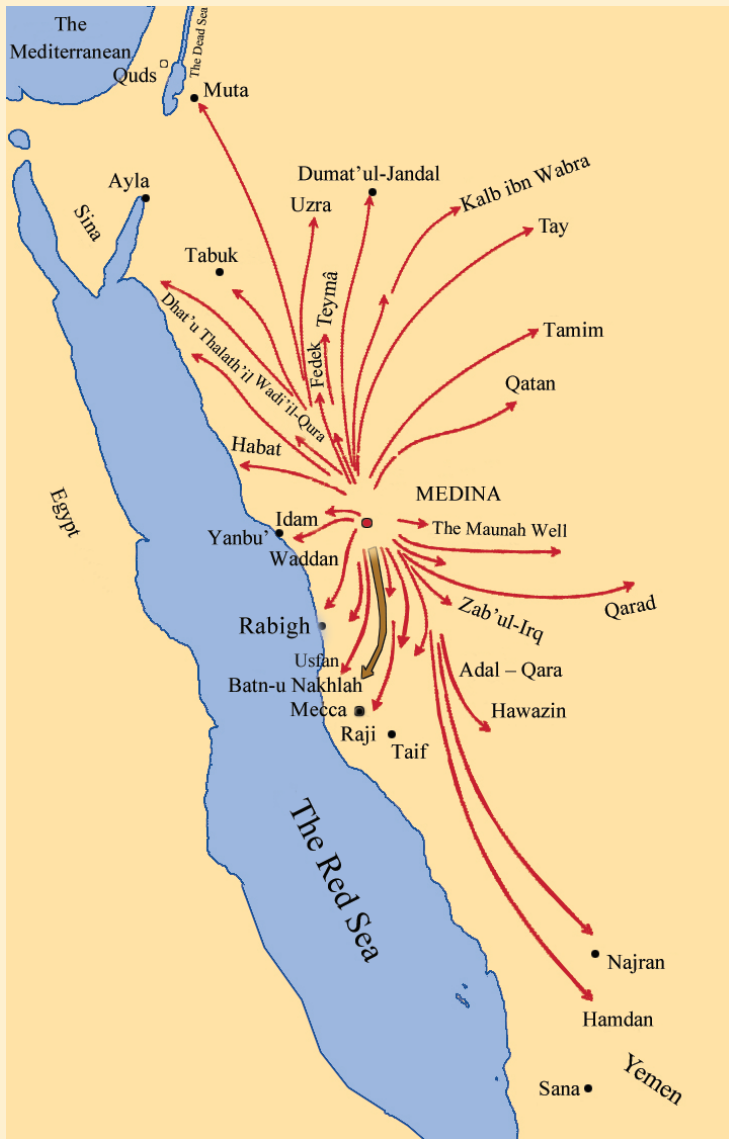 The
Mediterranean
The Dead Sea
Quds
Muta
Ayla
Dumat’ul-Jandal
Kalb ibn Wabra
Uzra
Tay
Sina
Tabuk
Teymâ
Dhat’u Thalath’il Wadi’il-Qura
Fedek
Tamim
Qatan
Habat
Egypt
MEDINA
Idam
The Maunah Well
Yanbu’
Waddan
Zab’ul-Irq
Qarad
Rabigh
Usfan
Adal – Qara
Batn-u Nakhlah
Mecca
Hawazin
Raji
Taif
The Red Sea
Najran
Hamdan
Yemen
Sana